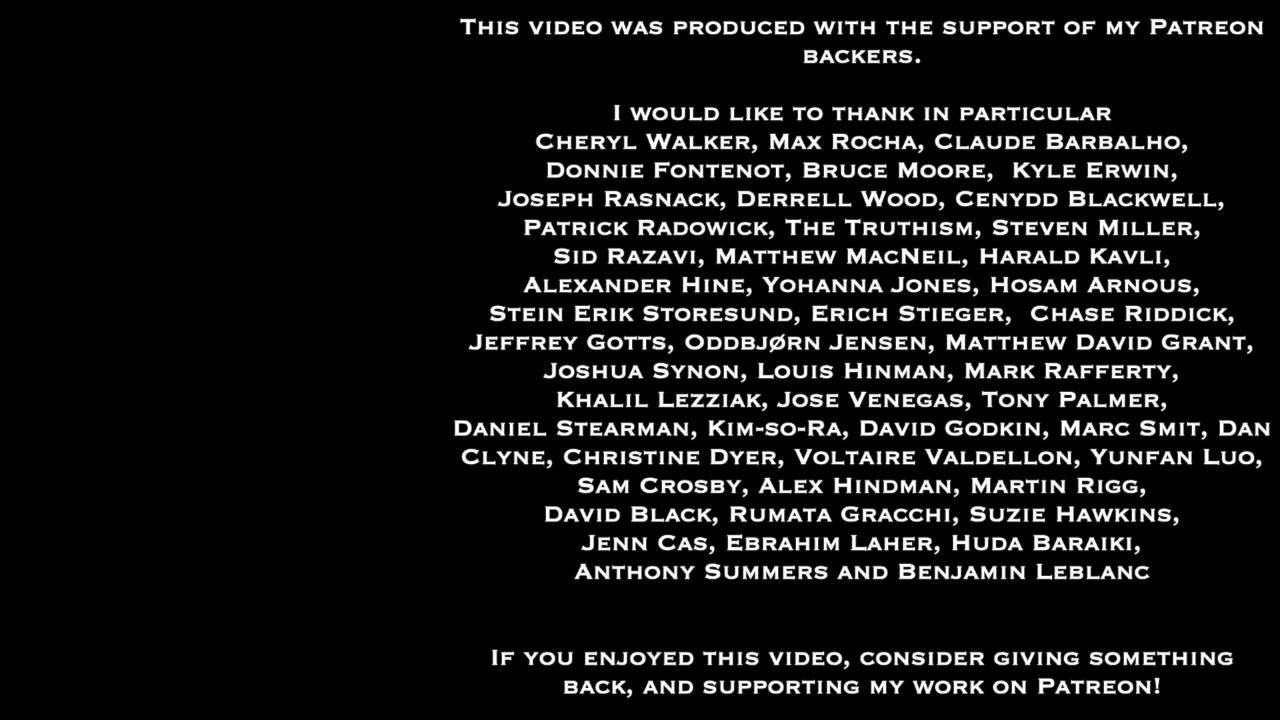 This video was produced with the support of my Patreon
backers.
I would like to thank in particular
Cheryl Walker, Max Rocha, Claude Barbalho,
Donnie Fontenot, Bruce Moore,  Kyle Erwin,
Joseph Rasnack, Derrell Wood, Cenydd Blackwell,
Patrick Radowick, The Truthism, Steven Miller,
Sid Razavi, Matthew MacNeil, Harald Kavli,
Alexander Hine, Yohanna Jones, Hosam Arnous,
Stein Erik Storesund, Erich Stieger,  Chase Riddick,
Jeffrey Gotts, Oddbjørn Jensen, Matthew David Grant,
Joshua Synon, Louis Hinman, Mark Rafferty,
Khalil Lezziak, Jose Venegas, Tony Palmer,
Daniel Stearman, Kim-so-Ra, David Godkin, Marc Smit, Dan
Clyne, Christine Dyer, Voltaire Valdellon, Yunfan Luo,
Sam Crosby, Alex Hindman, Martin Rigg,
David Black, Rumata Gracchi, Suzie Hawkins,
Jenn Cas, Ebrahim Laher, Huda Baraiki,
Anthony Summers and Benjamin Leblanc
If you enjoyed this video, consider giving something
back, and supporting my work on Patreon!